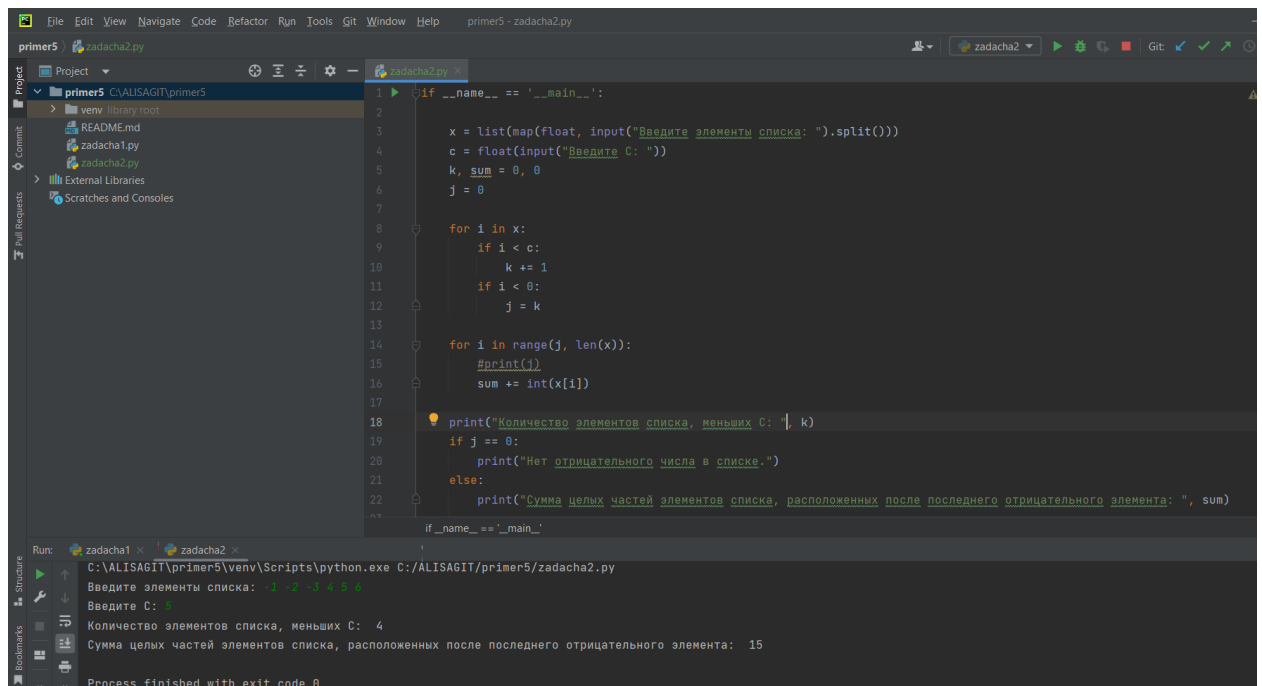 File Edit View Navigate Code Refactor Run Tools Git Window Help primer5 - zadacha2.py
primer5 zadacha2.py zadacha2 Git:
Project Project zadacha2.py
primer5 C:\ALISAGIT\primer5
venv library root
README.md
zadacha1.py
zadacha2.py
External Libraries
Scratches and Consoles
Commit
Pull Requests
1 if __name__ == '__main__':
2
3 x = list(map(float, input("Введите элементы списка: ").split()))
4 c = float(input("Введите С: "))
5 k, sum = 0, 0
6 j = 0
7
8 for i in x:
9 if i < c:
10 k += 1
11 if i < 0:
12 j = k
13
14 for i in range(j, len(x)):
15 #print(j)
16 sum += int(x[i])
17
18 print("Количество элементов списка, меньших С: ", k)
19 if j == 0:
20 print("Нет отрицательного числа в списке.")
21 else:
22 print("Сумма целых частей элементов списка, расположенных после последнего отрицательного элемента: ", sum)
if __name__ == '__main__'
Run: zadacha1 zadacha2
Structure
Bookmarks
C:\ALISAGIT\primer5\venv\Scripts\python.exe C:/ALISAGIT/primer5/zadacha2.py
Введите элементы списка: -1 -2 -3 4 5 6
Введите С: 5
Количество элементов списка, меньших С: 4
Сумма целых частей элементов списка, расположенных после последнего отрицательного элемента: 15
Process finished with exit code 0